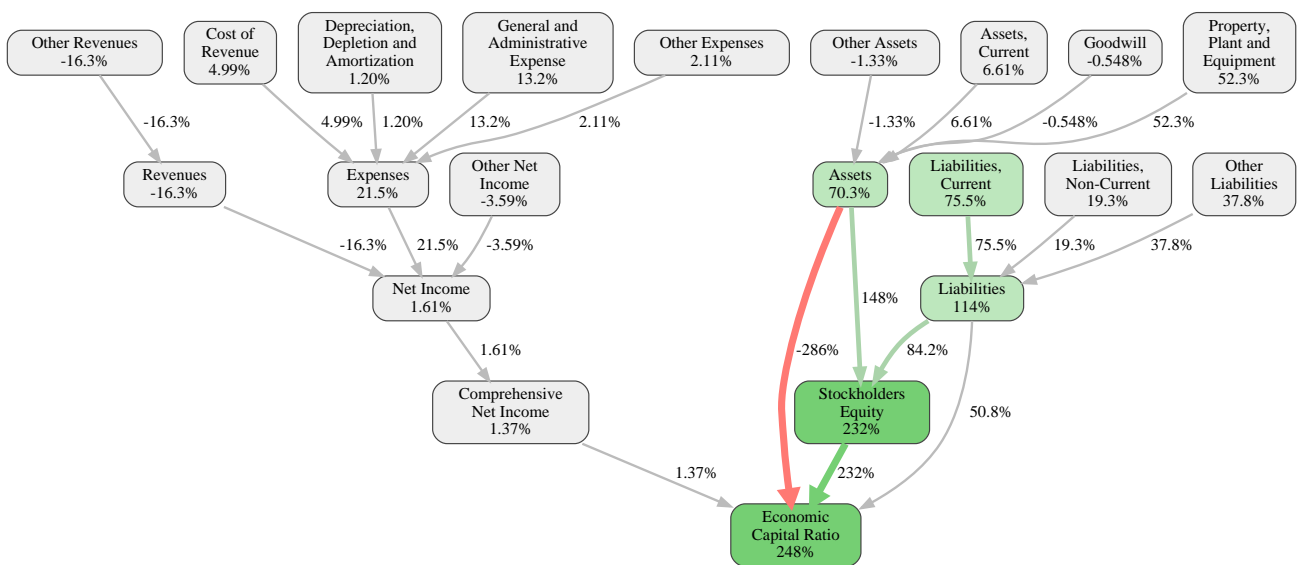 Other Revenues
-16.3%
Cost of
Revenue
4.99%
Depreciation,
Depletion and
Amortization
1.20%
General and
Administrative
Expense
13.2%
Other Expenses
2.11%
Other Assets
-1.33%
Assets,
Current
6.61%
Goodwill
-0.548%
Property,
Plant and
Equipment
52.3%
-16.3%
4.99%
1.20%
13.2%
2.11%
-1.33%
6.61%
-0.548%
52.3%
Revenues
-16.3%
Expenses
21.5%
Other Net
Income
-3.59%
Assets
70.3%
Liabilities,
Current
75.5%
Liabilities,
Non-Current
19.3%
Other
Liabilities
37.8%
-16.3%
21.5%
-3.59%
75.5%
19.3%
37.8%
Net Income
1.61%
148%
Liabilities
114%
1.61%
-286%
84.2%
Comprehensive
Net Income
1.37%
Stockholders
Equity
232%
50.8%
1.37%
232%
Economic
Capital Ratio
248%